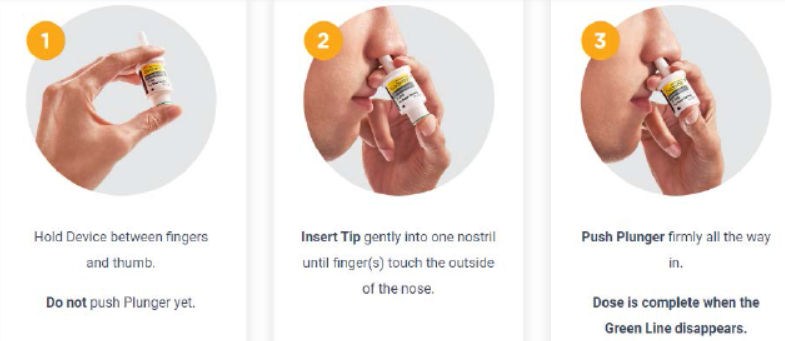 1
Hold Device between fingers
and thumb.
Do not push Plunger yet.
2
Insert Tip gently into one nostril
until finger(s) touch the outside
of the nose.
3
Push Plunger firmly all the way
in.
Dose is complete when the
Green Line disappears.